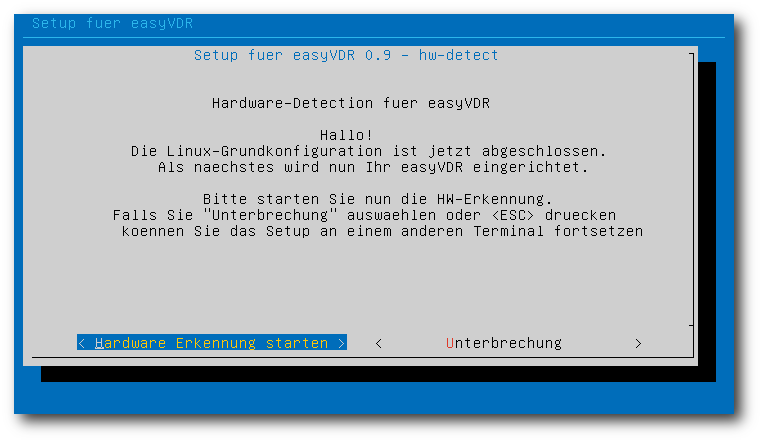 Setup fuer easyVDR
Setup fuer easyVDR 0.9 - hw-detect
Hardware-Detection fuer easyVDR
Hallo!
Die Linux-Grundkonfiguration ist jetzt abgeschlossen.
Als naechstes wird nun Ihr easyVDR eingerichtet.
Bitte starten Sie nun die HW-Erkennung.
Falls Sie "Unterbrechung" auswaehlen oder <ESC> druecken
koennen Sie das Setup an einem anderen Terminal fortsetzen
< Hardware Erkennung starten > < Unterbrechung >